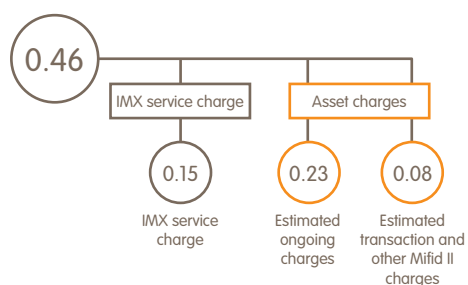 0.46
IMX service charge
Asset charges
0.15
0.23
0.08
IMX service
charge
Estimated
ongoing
charges
Estimated
transaction and
other Mifid II
charges